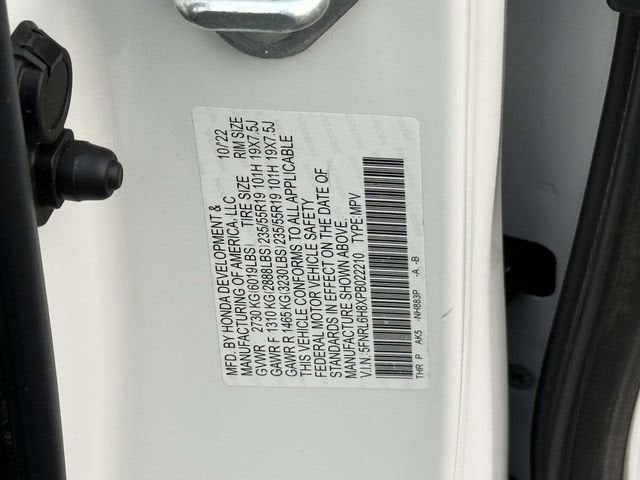 MFD. BY HONDA DEVELOPMENT & 10/22
MANUFACTURING OF AMERICA, LLC
TIRE SIZE RIM SIZE
GVWR 2730 KG(6019LBS)
GAWR F 1310 KG(2888LBS) 235/55R19 101H 19X7.5J
GAWR R 1465 KG(3230LBS) 235/55R19 101H 19X7.5J
THIS VEHICLE CONFORMS TO ALL APPLICABLE
FEDERAL MOTOR VEHICLE SAFETY
STANDARDS IN EFFECT ON THE DATE OF
MANUFACTURE SHOWN ABOVE.
V.I.N. 5FNRL6H8XPB022210 TYPE:MPV
THR P AK5 -NH883P -A -B